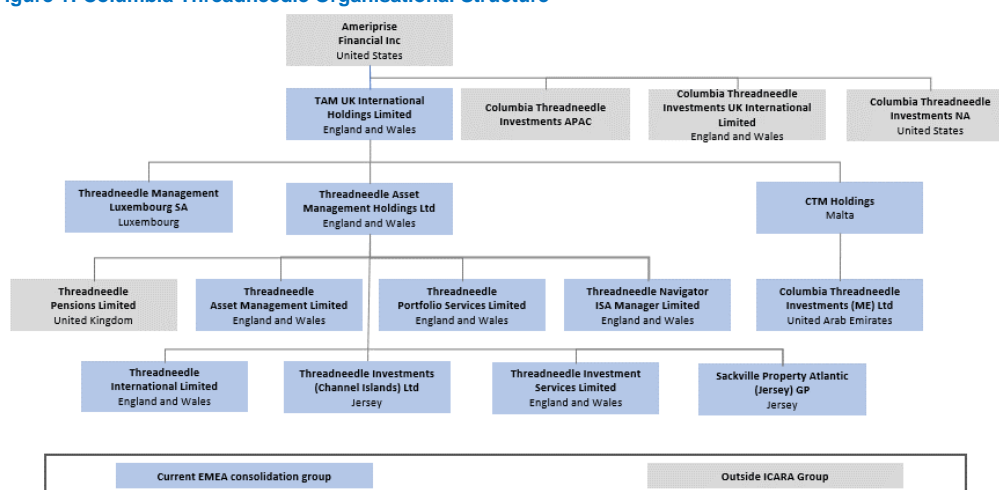 Figure 1: Columbia Threadneedle Organisational Structure
Ameriprise
Financial Inc
United States
TAM UK International
Holdings Limited
England and Wales
Columbia Threadneedle
Investments APAC
Columbia Threadneedle
Investments UK International
Limited
England and Wales
Columbia Threadneedle
Investments NA
United States
Threadneedle Management
Luxembourg SA
Luxembourg
Threadneedle Asset
Management Holdings Ltd
England and Wales
CTM Holdings
Malta
Threadneedle
Pensions Limited
United Kingdom
Threadneedle
Asset Management Limited
England and Wales
Threadneedle
Portfolio Services Limited
England and Wales
Threadneedle Navigator
ISA Manager Limited
England and Wales
Columbia Threadneedle
Investments (ME) Ltd
United Arab Emirates
Threadneedle
International Limited
England and Wales
Threadneedle Investments
(Channel Islands) Ltd
Jersey
Threadneedle Investment
Services Limited
England and Wales
Sackville Property Atlantic
(Jersey) GP
Jersey
Current EMEA consolidation group
Outside ICARA Group